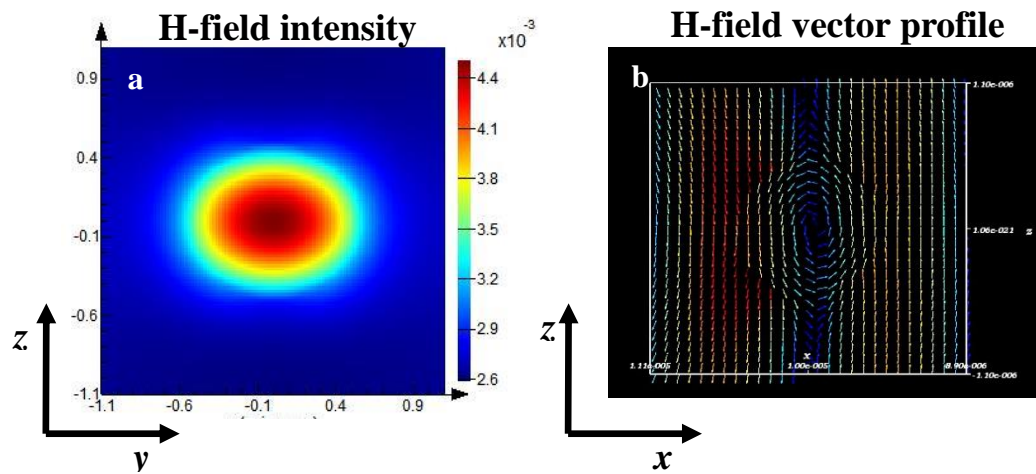 H-field intensity
x10^-3
a
0.9
0.4
-0.1
-0.6
-1.1
-1.1
-0.6
-0.1
0.4
0.9
4.4
4.1
3.8
3.5
3.2
2.9
2.6
z
y
H-field vector profile
b
1.10e-006
1.06e-021
z
x
1.11e-005
1.00e-005
8.90e-006
-1.10e-006
z
x